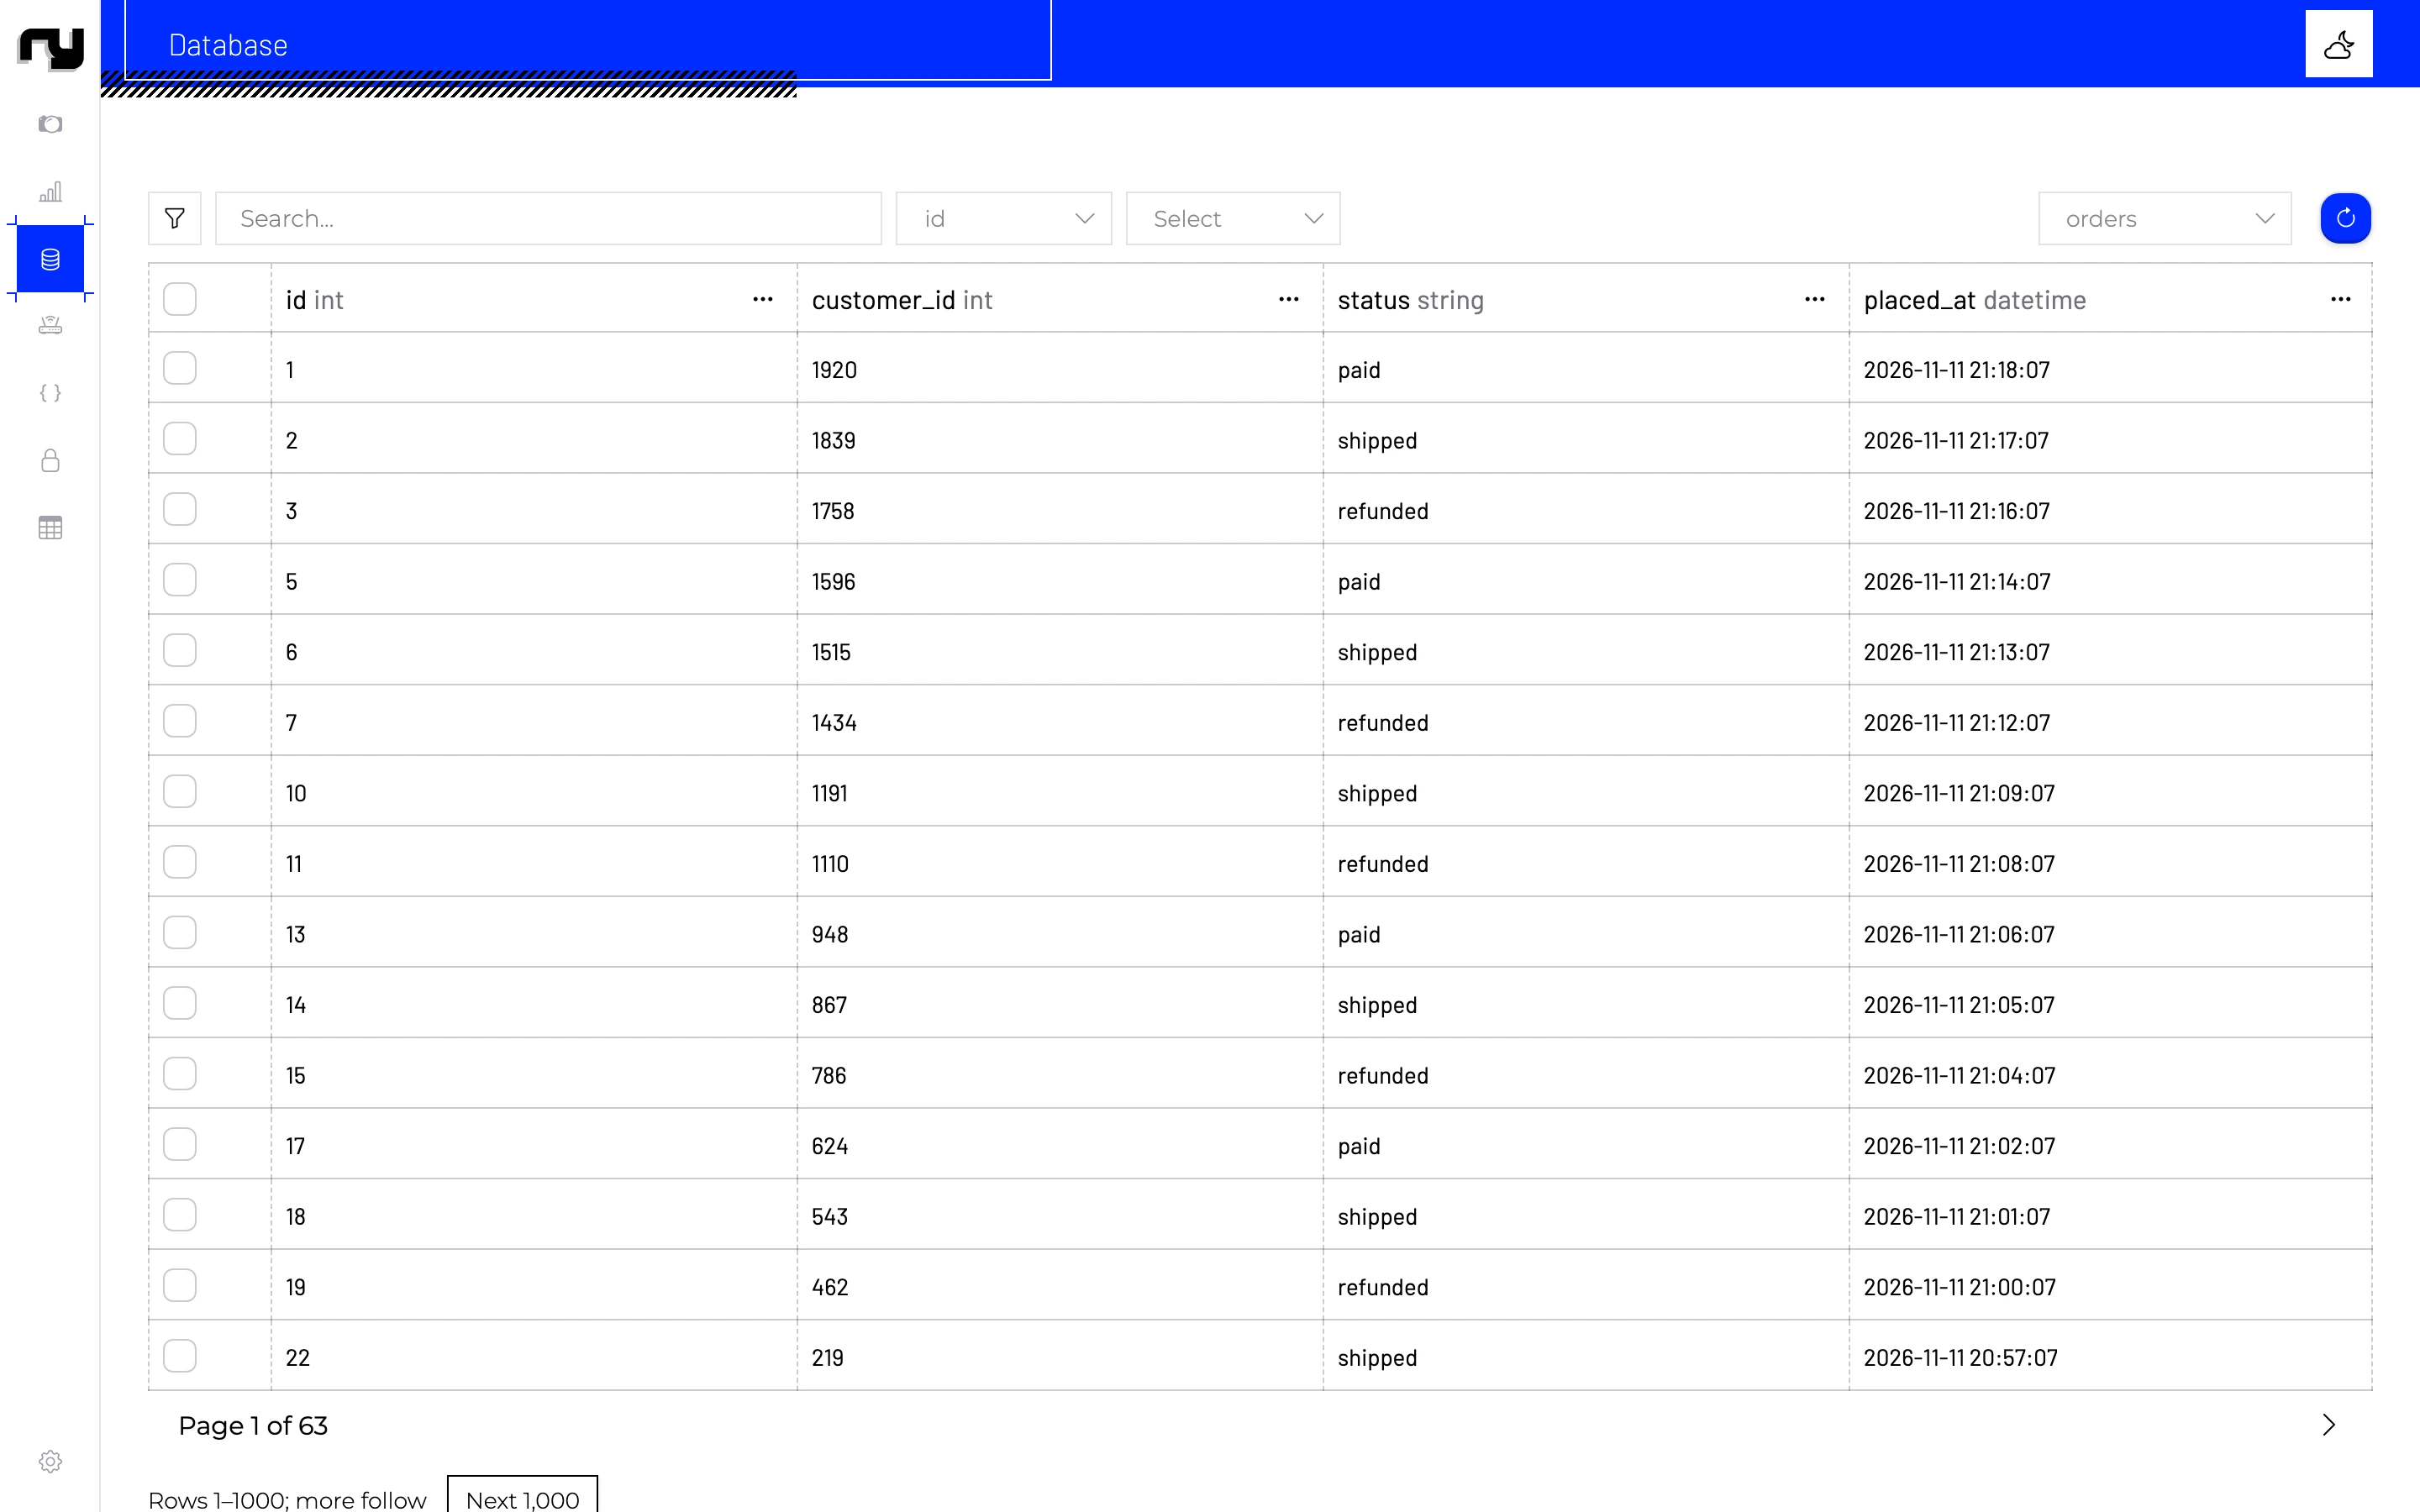 ry
Database
Search...
id
Select
orders
id int ... customer_id int ... status string ... placed_at datetime ...
1 1920 paid 2026-11-11 21:18:07
2 1839 shipped 2026-11-11 21:17:07
3 1758 refunded 2026-11-11 21:16:07
5 1596 paid 2026-11-11 21:14:07
6 1515 shipped 2026-11-11 21:13:07
7 1434 refunded 2026-11-11 21:12:07
10 1191 shipped 2026-11-11 21:09:07
11 1110 refunded 2026-11-11 21:08:07
13 948 paid 2026-11-11 21:06:07
14 867 shipped 2026-11-11 21:05:07
15 786 refunded 2026-11-11 21:04:07
17 624 paid 2026-11-11 21:02:07
18 543 shipped 2026-11-11 21:01:07
19 462 refunded 2026-11-11 21:00:07
22 219 shipped 2026-11-11 20:57:07
Page 1 of 63
Rows 1–1000; more follow
Next 1,000